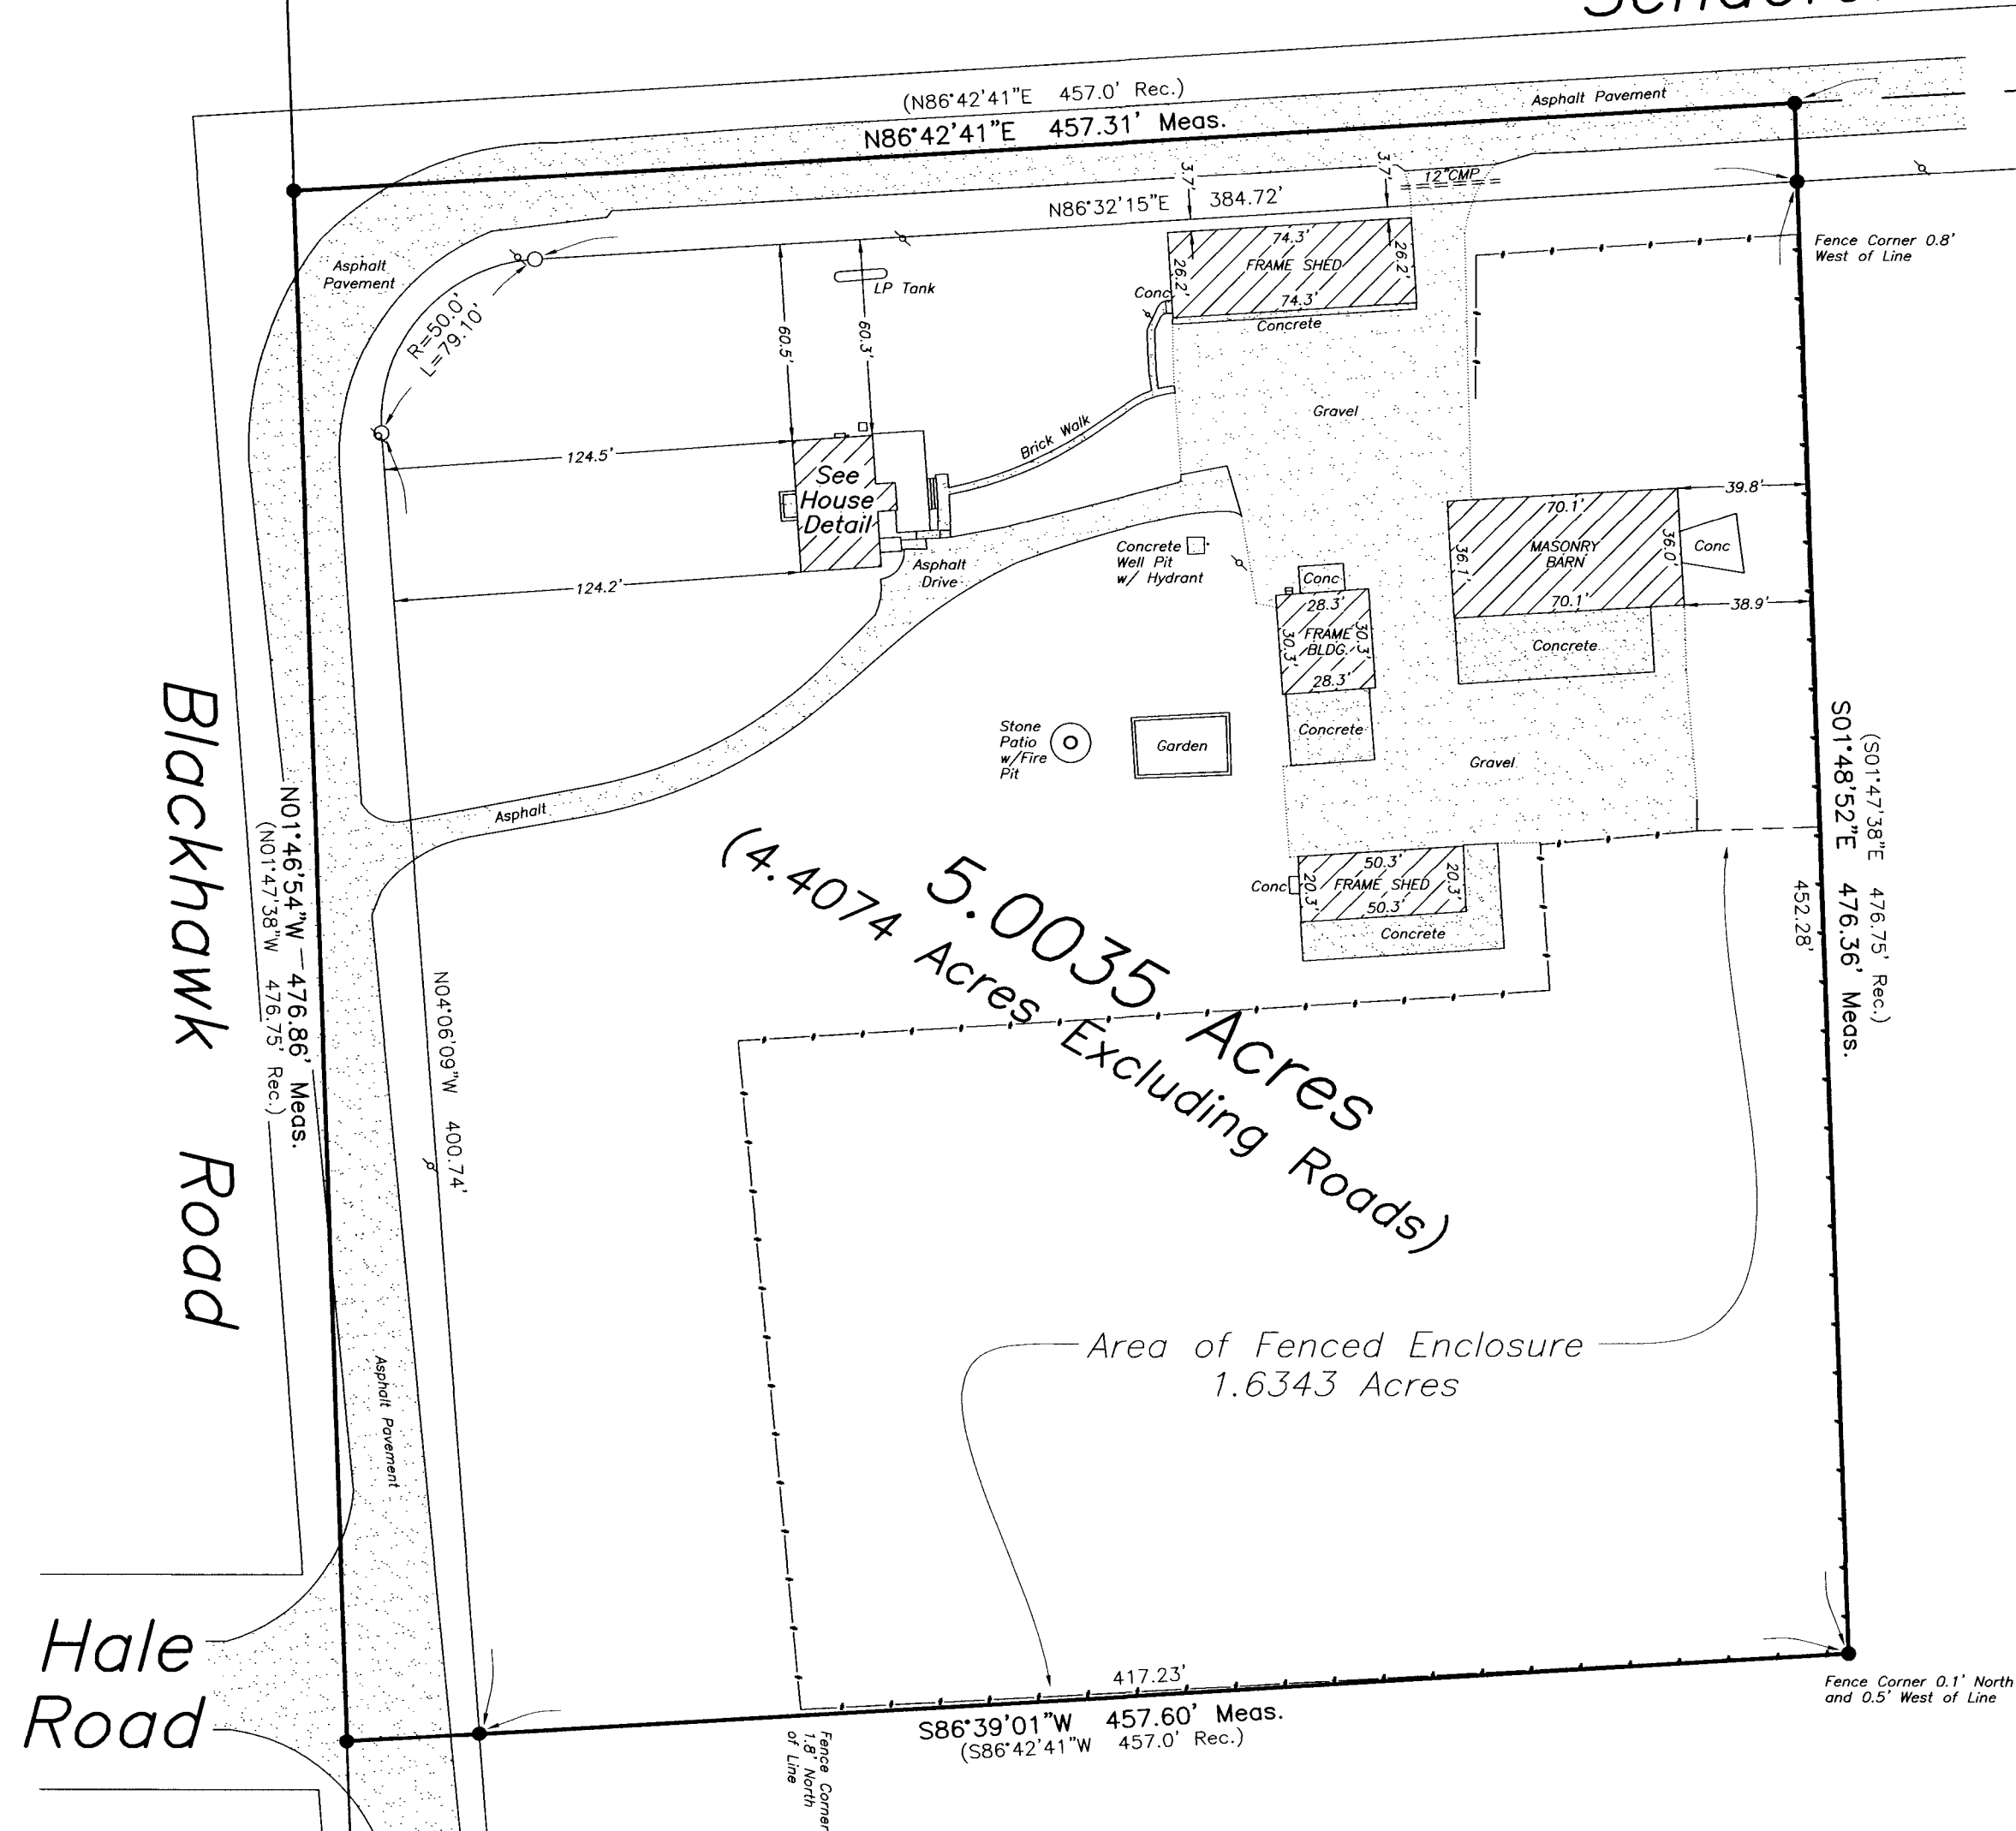 (N86°42'41"E 457.0' Rec.)
N86°42'41"E 457.31' Meas.
Asphalt Pavement
12"CMP
3.7'
3.7'
N86°32'15"E 384.72'
Fence Corner 0.8'
West of Line
Asphalt
Pavement
R=50.0'
L=79.10'
LP Tank
60.5'
60.3'
74.3'
FRAME SHED
26.2'
26.2'
74.3'
Conc
Concrete
Gravel
Brick Walk
124.5'
See
House
Detail
124.2'
Asphalt
Drive
Concrete
Well Pit
w/ Hydrant
39.8'
70.1'
MASONRY
BARN
36.1'
36.0'
70.1'
Conc
38.9'
Concrete
Conc
28.3'
FRAME
BLDG.
30.3'
30.3'
28.3'
Concrete
Stone
Patio
w/Fire
Pit
Garden
Gravel
Asphalt
Blackhawk Road
N01°46'54"W 476.86' Meas.
(N01°47'38"W 476.75' Rec.)
N04°06'09"W 400.74'
(S01°47'38"E 476.75' Rec.)
S01°48'52"E 476.36' Meas.
452.28'
50.3'
FRAME SHED
20.3'
20.3'
50.3'
Conc
Concrete
5.0035 Acres
(4.4074 Acres Excluding Roads)
Area of Fenced Enclosure
1.6343 Acres
Asphalt Pavement
Hale
Road
417.23'
S86°39'01"W 457.60' Meas.
(S86°42'41"W 457.0' Rec.)
Fence Corner
1.8' North
of Line
Fence Corner 0.1' North
and 0.5' West of Line